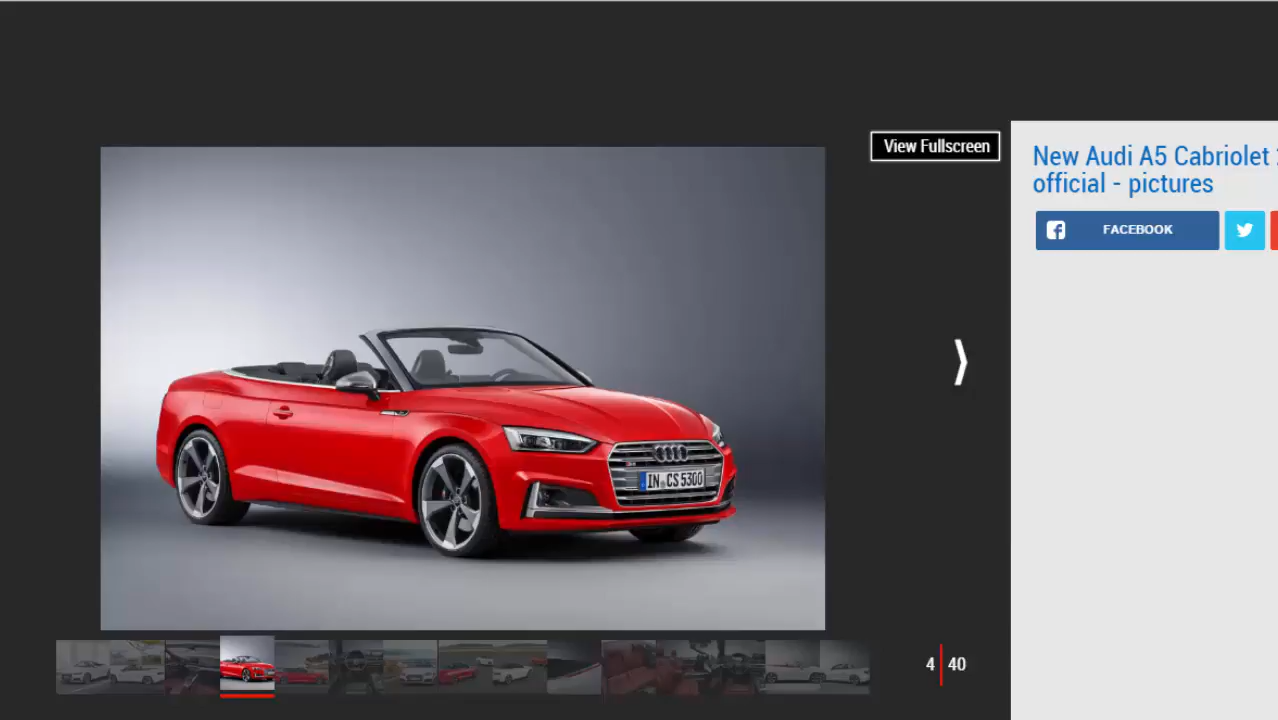 View Fullscreen
New Audi A5 Cabriolet
official - pictures
FACEBOOK
IN CS 5300
4 40